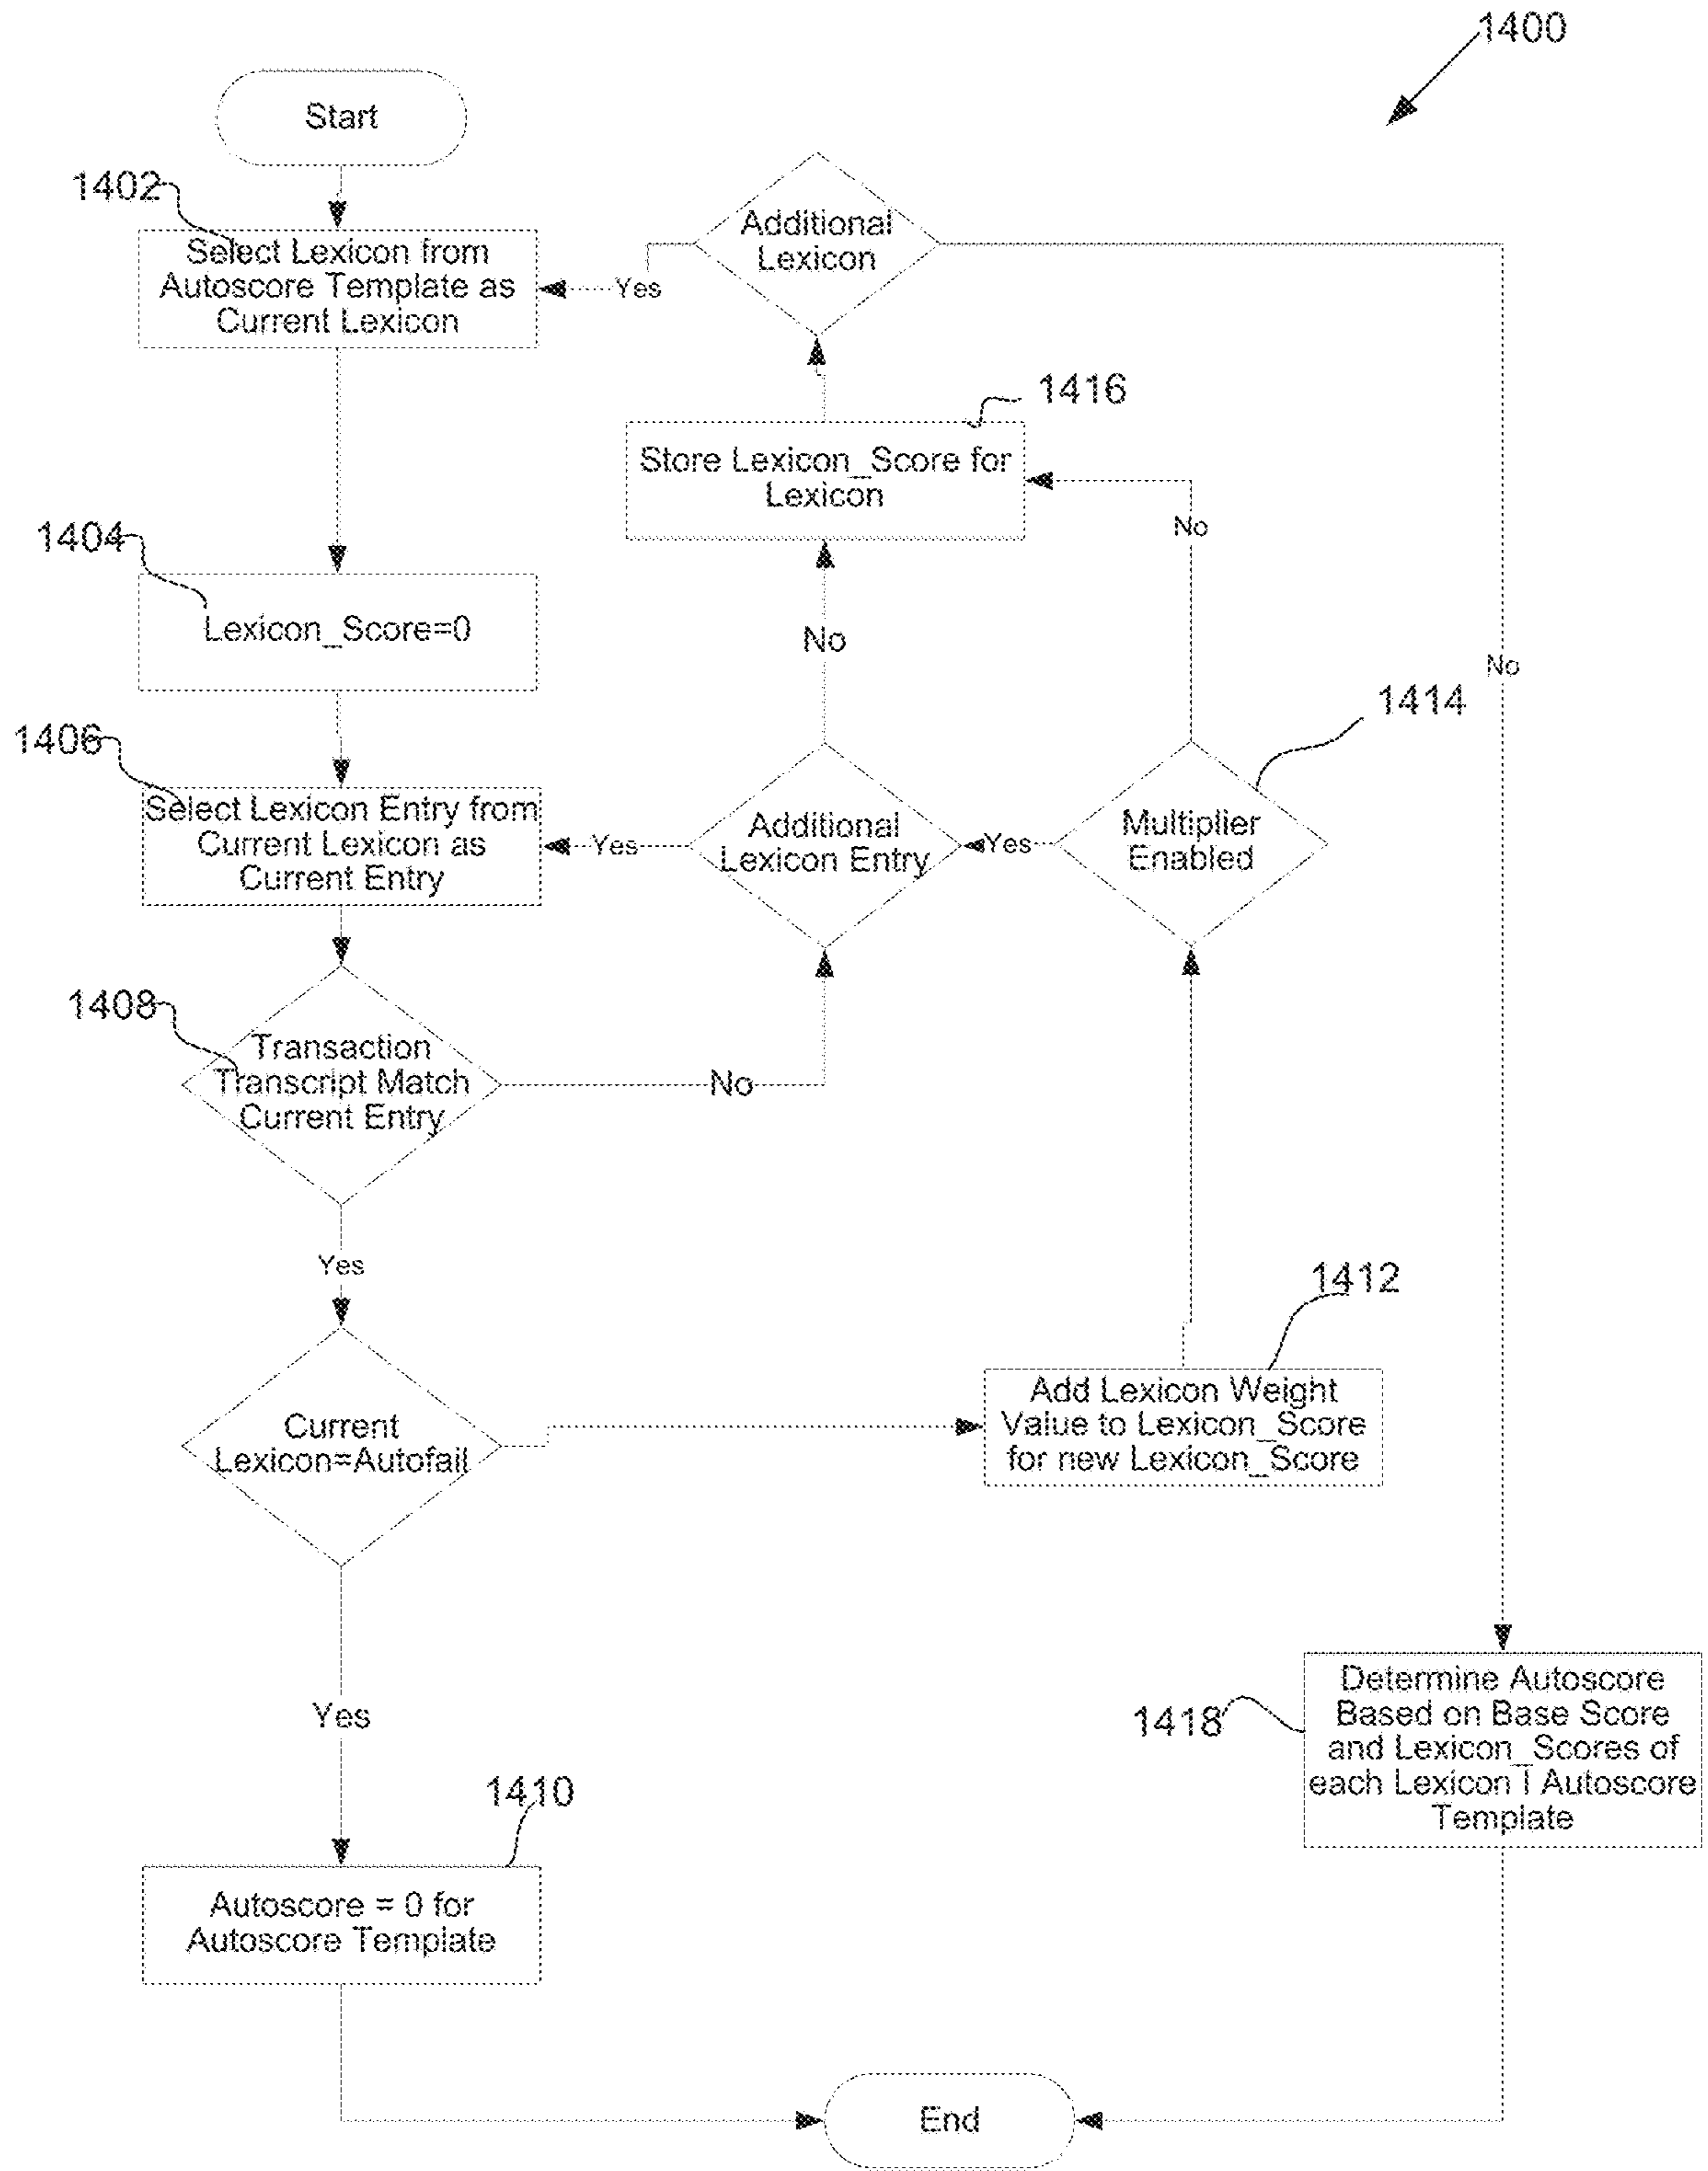 1400
Start
1402
Select Lexicon from
Autoscore Template as
Current Lexicon
Additional
Lexicon
Yes
1416
Store Lexicon_Score for
Lexicon
No
1404
Lexicon_Score=0
No
No
1414
1406
Select Lexicon Entry from
Current Lexicon as
Current Entry
Yes
Additional
Lexicon Entry
Yes
Multiplier
Enabled
1408
Transaction
Transcript Match
Current Entry
No
Yes
1412
Add Lexicon Weight
Value to Lexicon_Score
for new Lexicon_Score
Current
Lexicon=Autofail
Yes
1418
Determine Autoscore
Based on Base Score
and Lexicon_Scores of
each Lexicon I Autoscore
Template
1410
Autoscore = 0 for
Autoscore Template
End